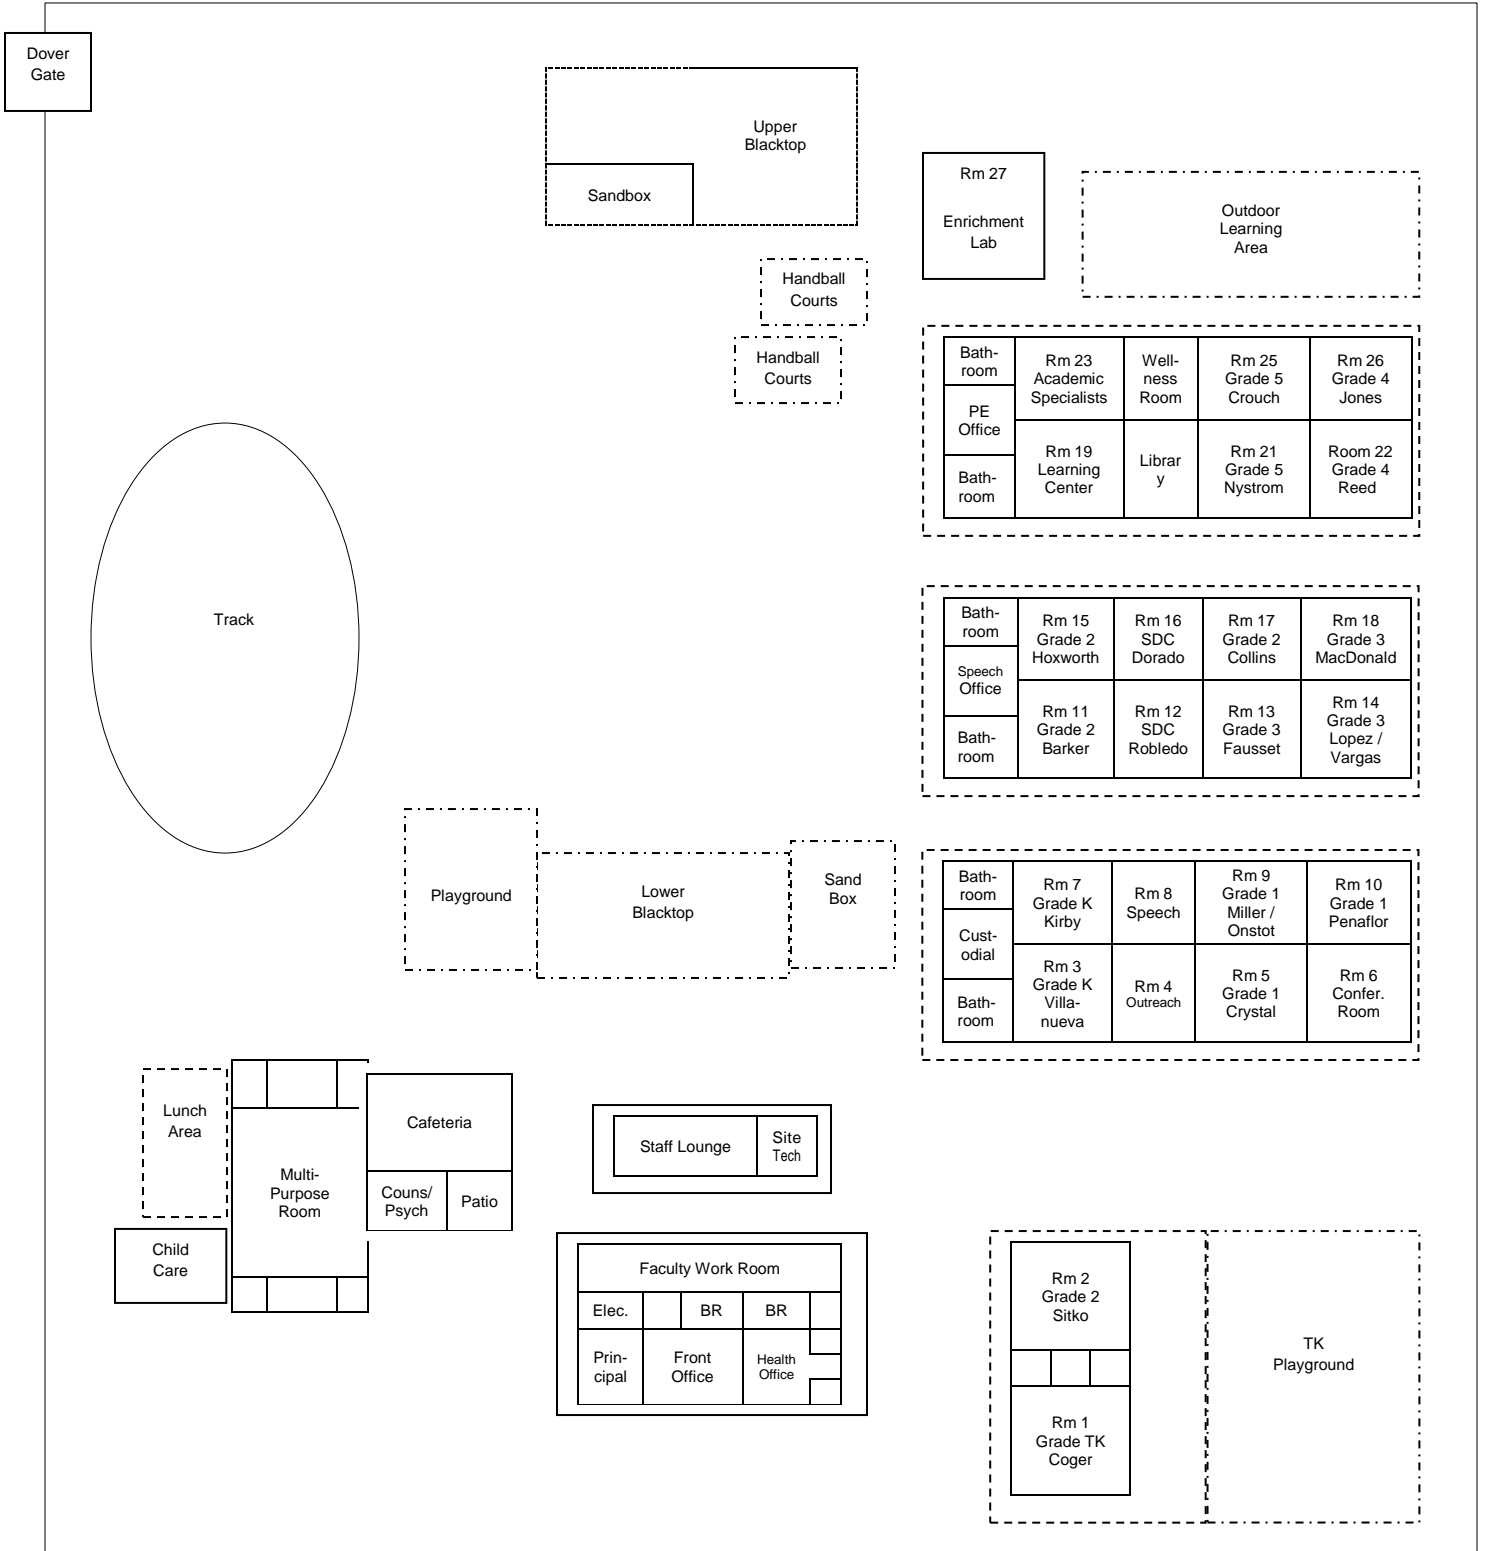 Dover
Gate
Upper
Blacktop
Sandbox
Rm 27
Enrichment
Lab
Outdoor
Learning
Area
Handball
Courts
Handball
Courts
Bath-
room
PE
Office
Bath-
room
Rm 23
Academic
Specialists
Well-
ness
Room
Rm 25
Grade 5
Crouch
Rm 26
Grade 4
Jones
Rm 19
Learning
Center
Librar
y
Rm 21
Grade 5
Nystrom
Room 22
Grade 4
Reed
Track
Bath-
room
Speech
Office
Bath-
room
Rm 15
Grade 2
Hoxworth
Rm 16
SDC
Dorado
Rm 17
Grade 2
Collins
Rm 18
Grade 3
MacDonald
Rm 11
Grade 2
Barker
Rm 12
SDC
Robledo
Rm 13
Grade 3
Fausset
Rm 14
Grade 3
Lopez /
Vargas
Playground
Lower
Blacktop
Sand
Box
Bath-
room
Cust-
odial
Bath-
room
Rm 7
Grade K
Kirby
Rm 8
Speech
Rm 9
Grade 1
Miller /
Onstot
Rm 10
Grade 1
Penaflor
Rm 3
Grade K
Villa-
nueva
Rm 4
Outreach
Rm 5
Grade 1
Crystal
Rm 6
Confer.
Room
Lunch
Area
Multi-
Purpose
Room
Cafeteria
Couns/
Psych
Patio
Child
Care
Staff Lounge
Site
Tech
Faculty Work Room
Elec.
BR
BR
Prin-
cipal
Front
Office
Health
Office
Rm 2
Grade 2
Sitko
Rm 1
Grade TK
Coger
TK
Playground